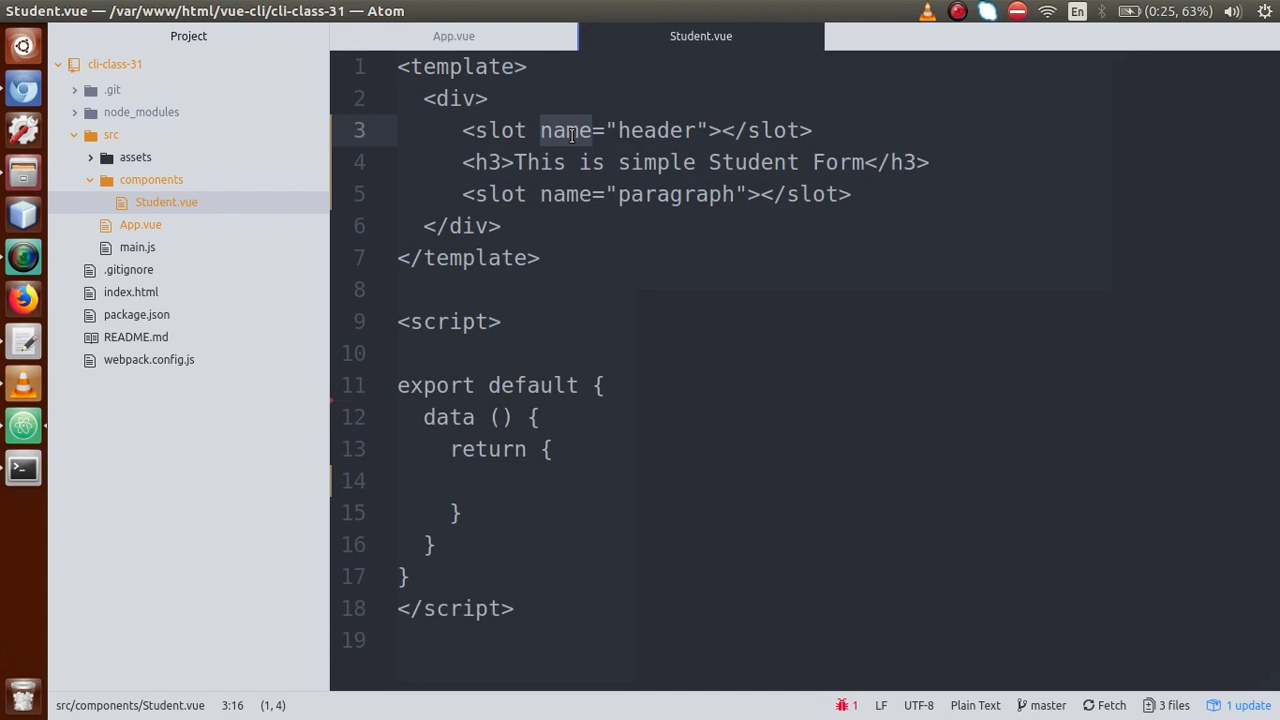 Student.vue — /var/www/html/vue-cli/cli-class-31 — Atom
En
(0:25, 63%)
Project
App.vue
Student.vue
cli-class-31
.git
node_modules
src
assets
components
Student.vue
App.vue
main.js
.gitignore
index.html
package.json
README.md
webpack.config.js
1 <template>
2 <div>
3 <slot name="header"></slot>
4 <h3>This is simple Student Form</h3>
5 <slot name="paragraph"></slot>
6 </div>
7 </template>
8
9 <script>
10
11 export default {
12 data () {
13 return {
14
15 }
16 }
17 }
18 </script>
19
src/components/Student.vue 3:16 (1, 4)
1 LF UTF-8 Plain Text master Fetch 3 files 1 update